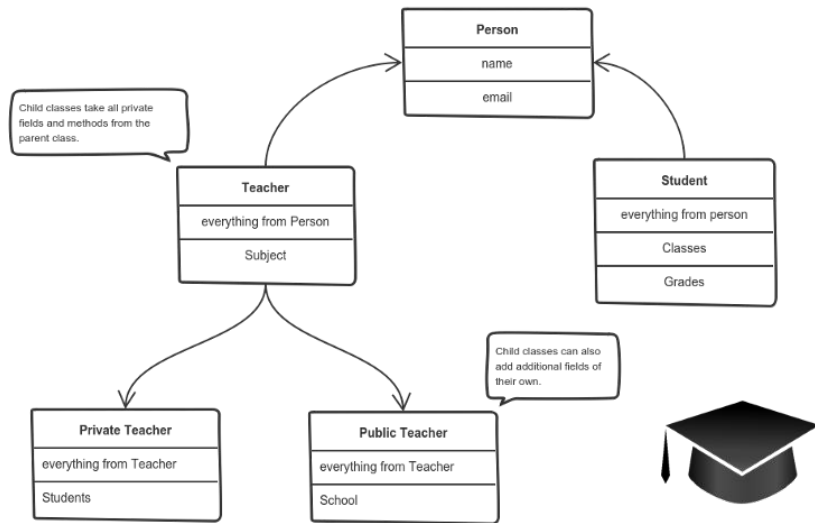 Person
name
email
Child classes take all private
fields and methods from the
parent class.
Teacher
everything from Person
Subject
Student
everything from person
Classes
Grades
Child classes can also
add additional fields of
their own.
Private Teacher
everything from Teacher
Students
Public Teacher
everything from Teacher
School